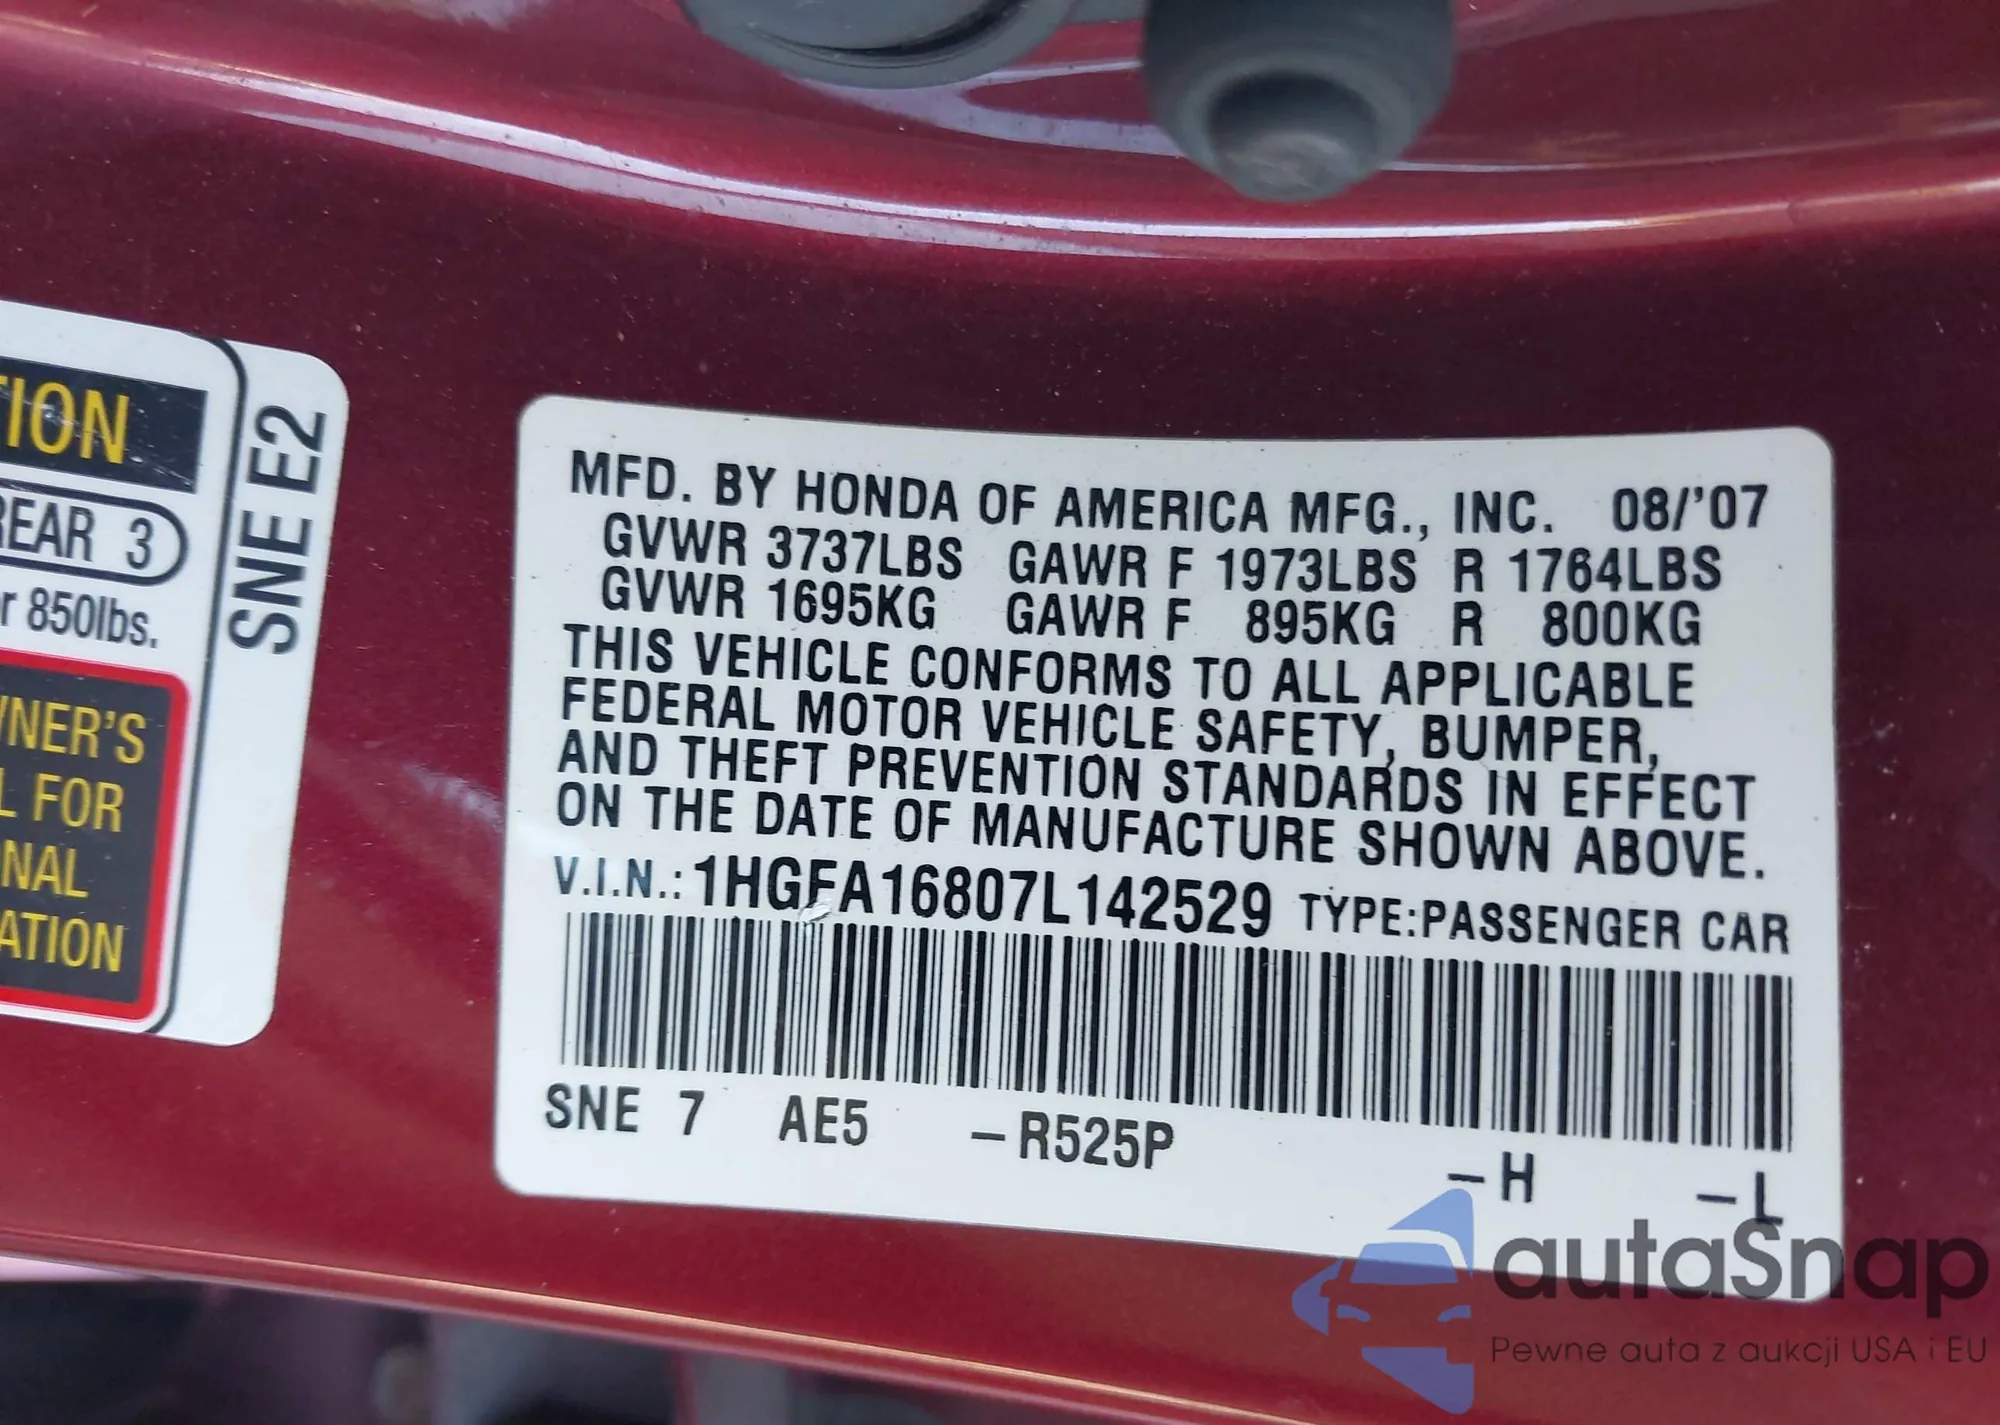 TION
REAR 3
r 850lbs.
NER'S
L FOR
NAL
ATION
SNE E2
MFD. BY HONDA OF AMERICA MFG., INC. 08/'07
GVWR 3737LBS GAWR F 1973LBS R 1764LBS
GVWR 1695KG GAWR F 895KG R 800KG
THIS VEHICLE CONFORMS TO ALL APPLICABLE
FEDERAL MOTOR VEHICLE SAFETY, BUMPER,
AND THEFT PREVENTION STANDARDS IN EFFECT
ON THE DATE OF MANUFACTURE SHOWN ABOVE.
V.I.N.: 1HGFA16807L142529 TYPE:PASSENGER CAR
SNE 7 AE5 –R525P –H –L
autaSnap
Pewne auta z aukcji USA i EU